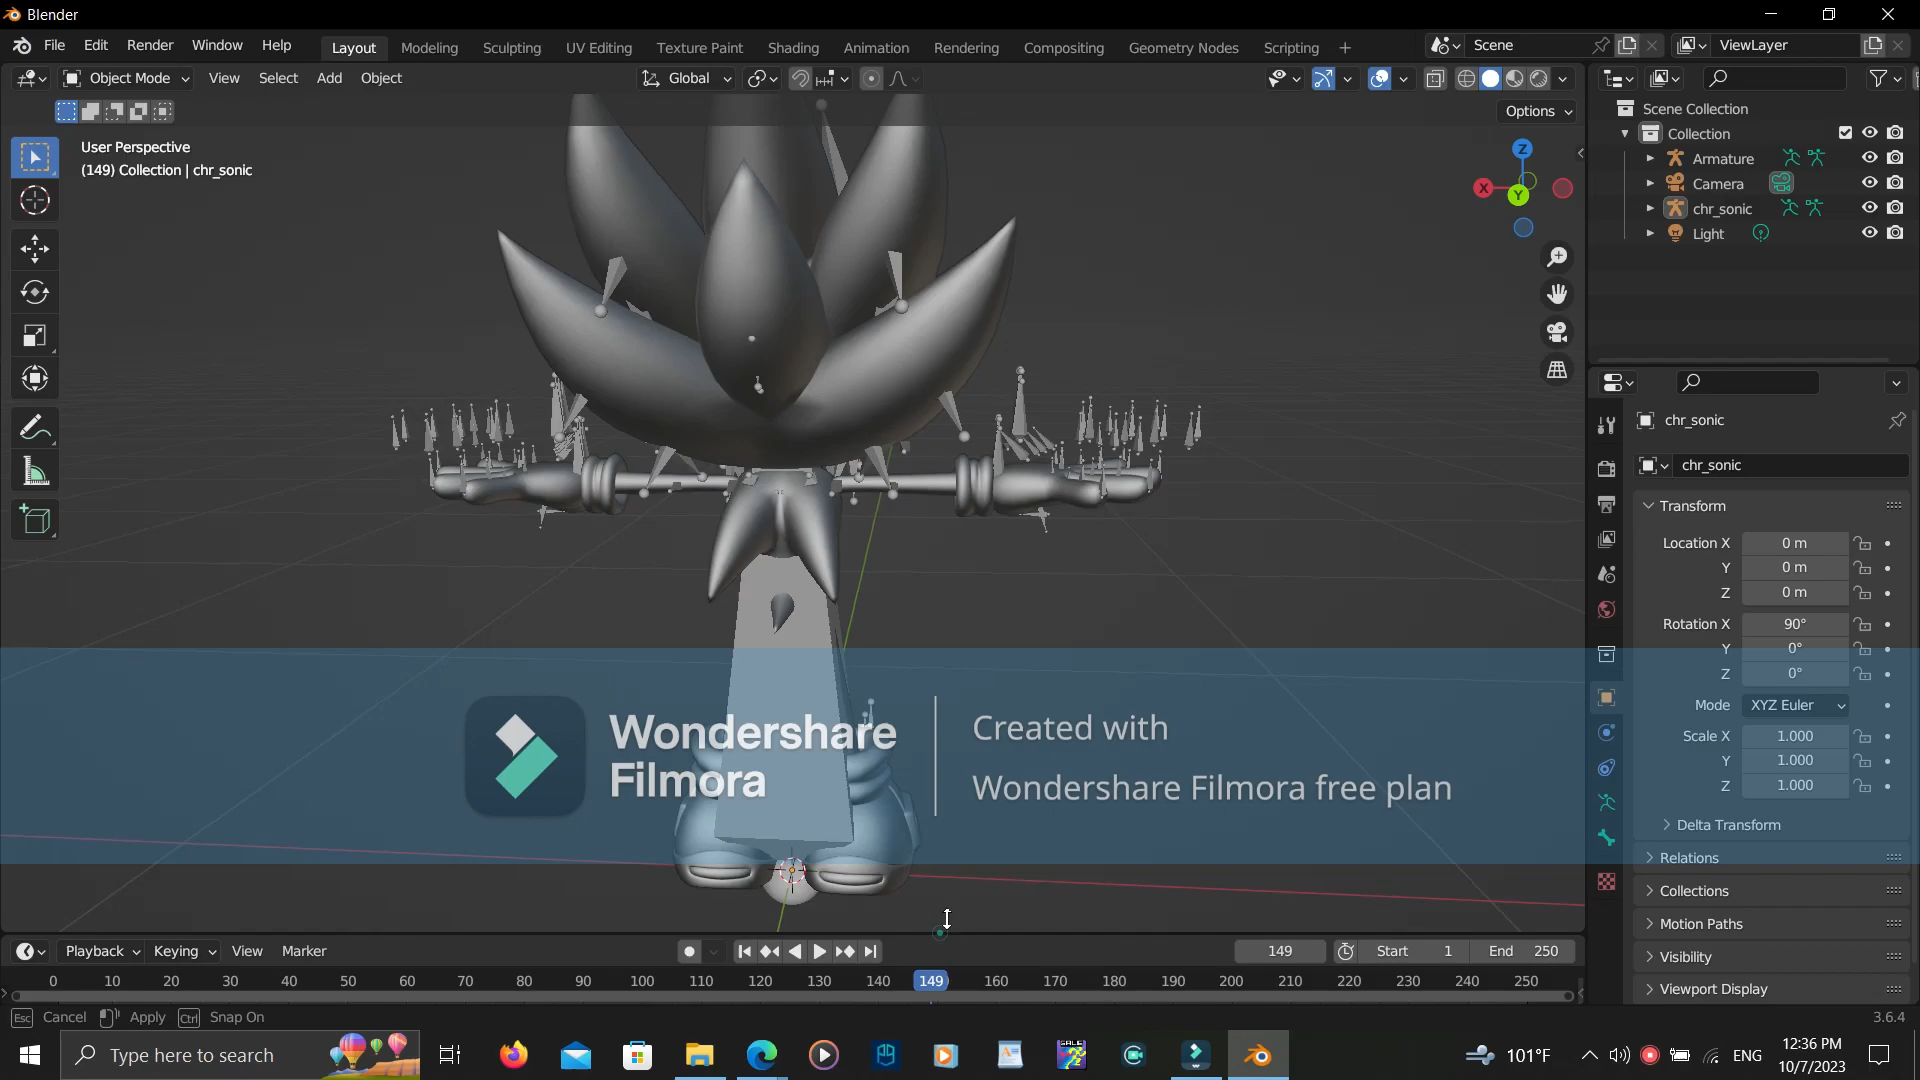 Blender
File Edit Render Window Help
Layout Modeling Sculpting UV Editing Texture Paint Shading Animation Rendering Compositing Geometry Nodes Scripting +
Scene
ViewLayer
Object Mode View Select Add Object
Global
Options
User Perspective
(149) Collection | chr_sonic
Z
X
Y
Scene Collection
Collection
Armature
Camera
chr_sonic
Light
chr_sonic
chr_sonic
Transform
Location X 0 m
Y 0 m
Z 0 m
Rotation X 90°
Y 0°
Z 0°
Mode XYZ Euler
Scale X 1.000
Y 1.000
Z 1.000
Delta Transform
Relations
Collections
Motion Paths
Visibility
Viewport Display
Wondershare
Filmora
Created with
Wondershare Filmora free plan
Playback Keying View Marker
149 Start 1 End 250
0 10 20 30 40 50 60 70 80 90 100 110 120 130 140 149 160 170 180 190 200 210 220 230 240 250
Esc Cancel Apply Ctrl Snap On
3.6.4
Type here to search
SALE
101°F
ENG
12:36 PM
10/7/2023